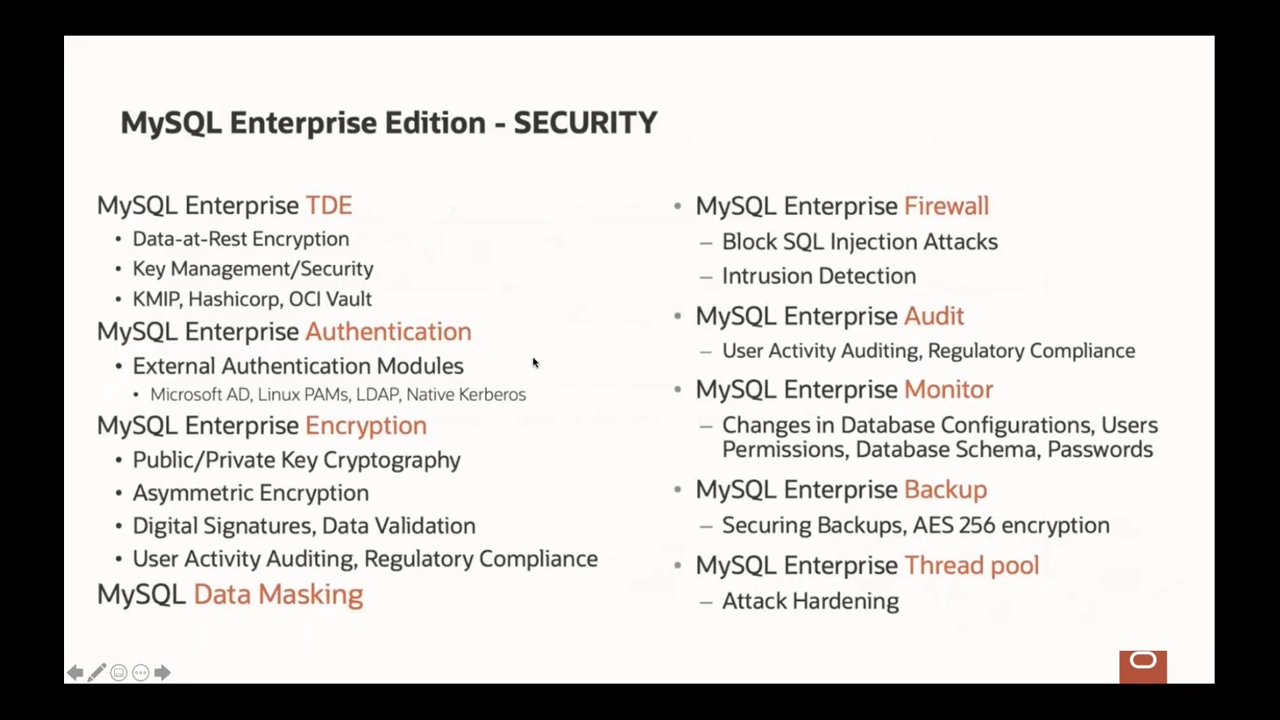 MySQL Enterprise Edition - SECURITY
MySQL Enterprise TDE
• Data-at-Rest Encryption
• Key Management/Security
• KMIP, Hashicorp, OCI Vault
MySQL Enterprise Authentication
• External Authentication Modules
• Microsoft AD, Linux PAMs, LDAP, Native Kerberos
MySQL Enterprise Encryption
• Public/Private Key Cryptography
• Asymmetric Encryption
• Digital Signatures, Data Validation
• User Activity Auditing, Regulatory Compliance
MySQL Data Masking
• MySQL Enterprise Firewall
– Block SQL Injection Attacks
– Intrusion Detection
• MySQL Enterprise Audit
– User Activity Auditing, Regulatory Compliance
• MySQL Enterprise Monitor
– Changes in Database Configurations, Users
Permissions, Database Schema, Passwords
• MySQL Enterprise Backup
– Securing Backups, AES 256 encryption
• MySQL Enterprise Thread pool
– Attack Hardening